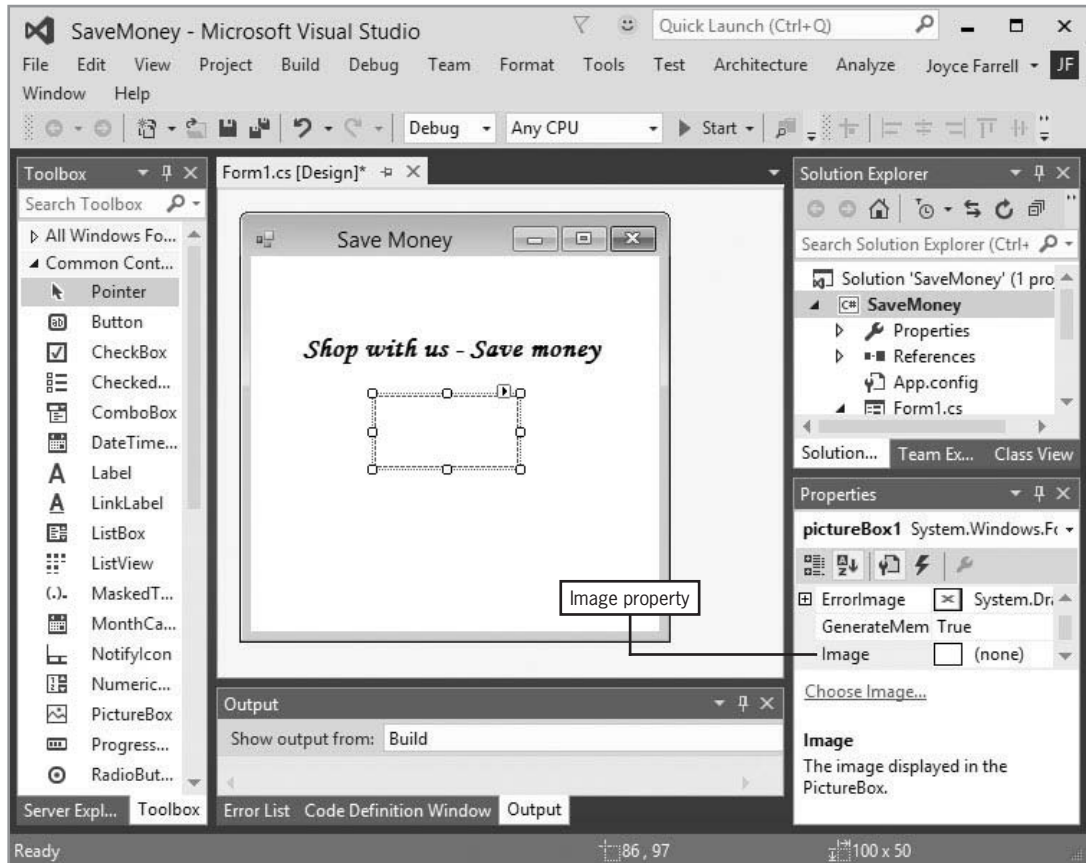 SaveMoney - Microsoft Visual Studio
Quick Launch (Ctrl+Q)
File Edit View Project Build Debug Team Format Tools Test Architecture Analyze Joyce Farrell JF
Window Help
Debug Any CPU Start
Toolbox
Search Toolbox
All Windows Fo...
Common Cont...
Pointer
Button
CheckBox
Checked...
ComboBox
DateTime...
Label
LinkLabel
ListBox
ListView
MaskedT...
MonthCa...
NotifyIcon
Numeric...
PictureBox
Progress...
RadioBut...
Server Expl... Toolbox
Form1.cs [Design]*
Save Money
Shop with us - Save money
Image property
Output
Show output from: Build
Error List Code Definition Window Output
Solution Explorer
Search Solution Explorer (Ctrl+
Solution 'SaveMoney' (1 proj
C# SaveMoney
Properties
References
App.config
Form1.cs
Solution... Team Ex... Class View
Properties
pictureBox1 System.Windows.Fo
ErrorImage System.Dra
GenerateMem True
Image (none)
Choose Image...
Image
The image displayed in the
PictureBox.
Ready 86 , 97 100 x 50